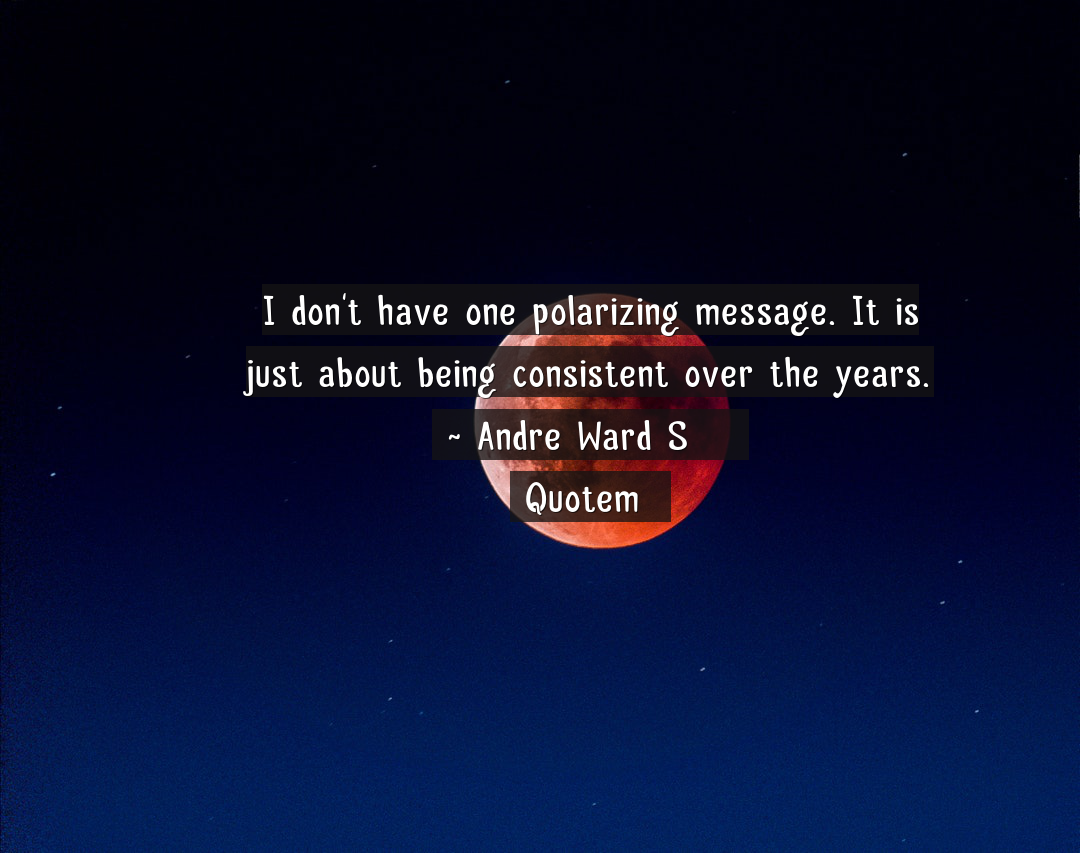 I don't have one polarizing message. It is
just about being consistent over the years.
~ Andre Ward S
Quotem